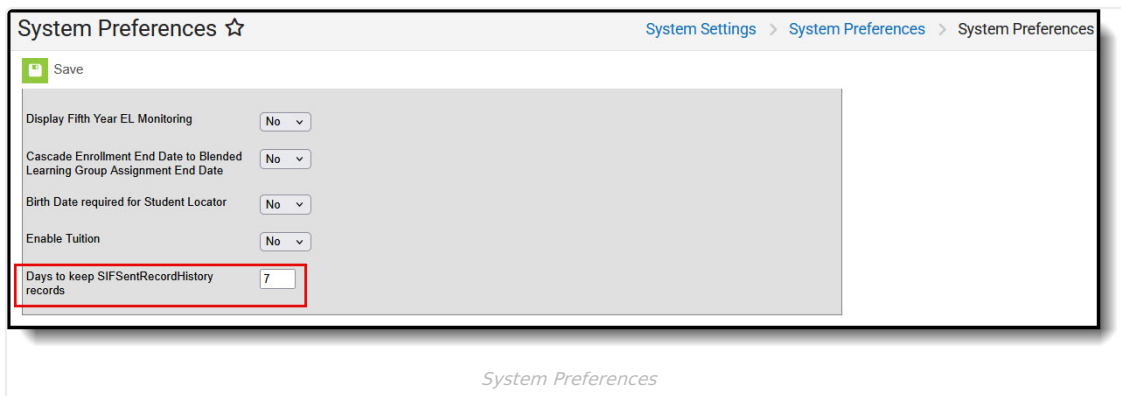 System Preferences ☆ System Settings > System Preferences > System Preferences
Save
Display Fifth Year EL Monitoring No
Cascade Enrollment End Date to Blended
Learning Group Assignment End Date No
Birth Date required for Student Locator No
Enable Tuition No
Days to keep SIFSentRecordHistory
records 7
System Preferences